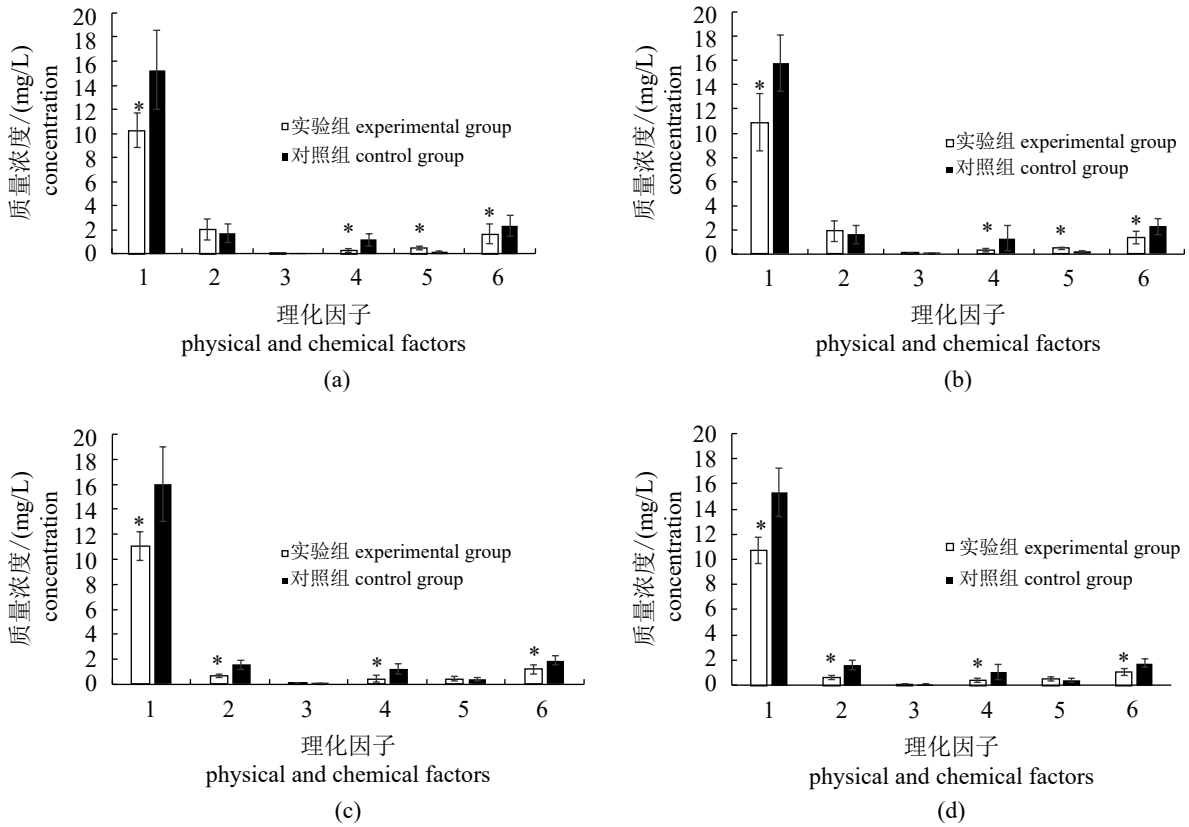 20
18
16
14
12
10
8
6
4
2
0
质量浓度/(mg/L)
concentration
*
*
*
*
实验组 experimental group
对照组 control group
1 2 3 4 5 6
理化因子
physical and chemical factors
(a)
20
18
16
14
12
10
8
6
4
2
0
质量浓度/(mg/L)
concentration
*
*
*
*
实验组 experimental group
对照组 control group
1 2 3 4 5 6
理化因子
physical and chemical factors
(b)
20
18
16
14
12
10
8
6
4
2
0
质量浓度/(mg/L)
concentration
*
*
*
*
实验组 experimental group
对照组 control group
1 2 3 4 5 6
理化因子
physical and chemical factors
(c)
20
18
16
14
12
10
8
6
4
2
0
质量浓度/(mg/L)
concentration
*
*
*
*
实验组 experimental group
对照组 control group
1 2 3 4 5 6
理化因子
physical and chemical factors
(d)